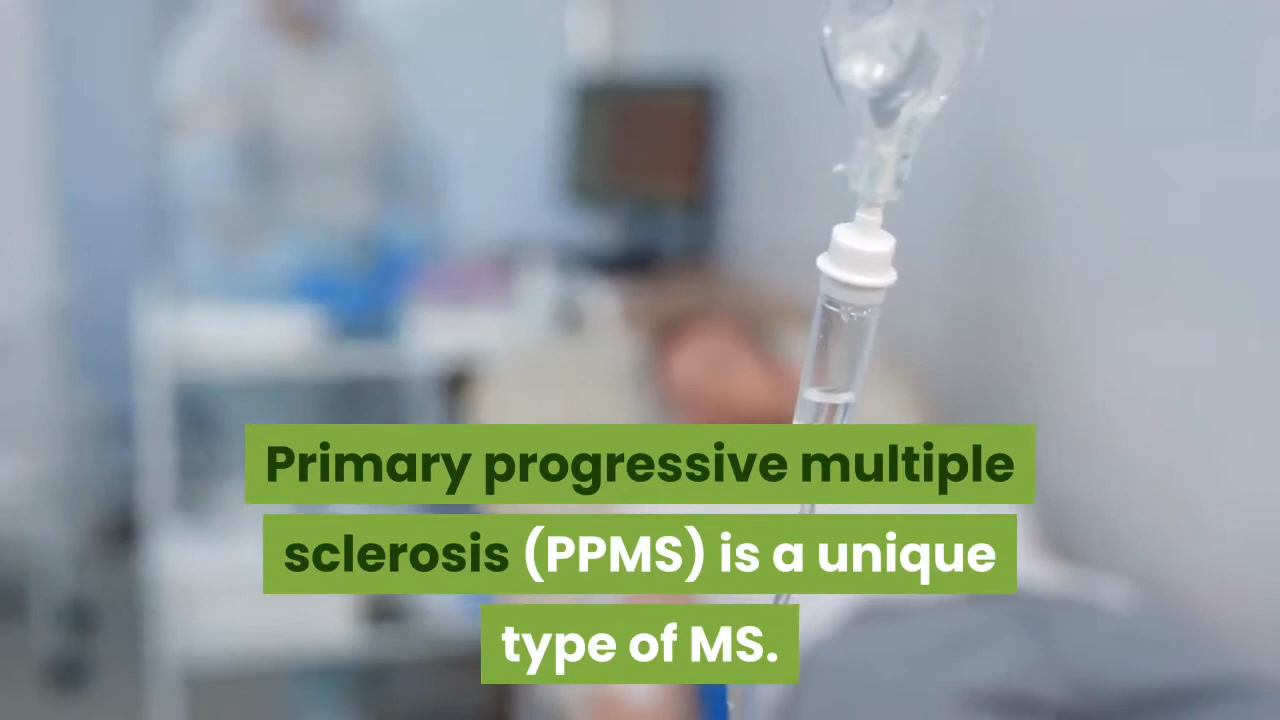 Primary progressive multiple
sclerosis (PPMS) is a unique
type of MS.